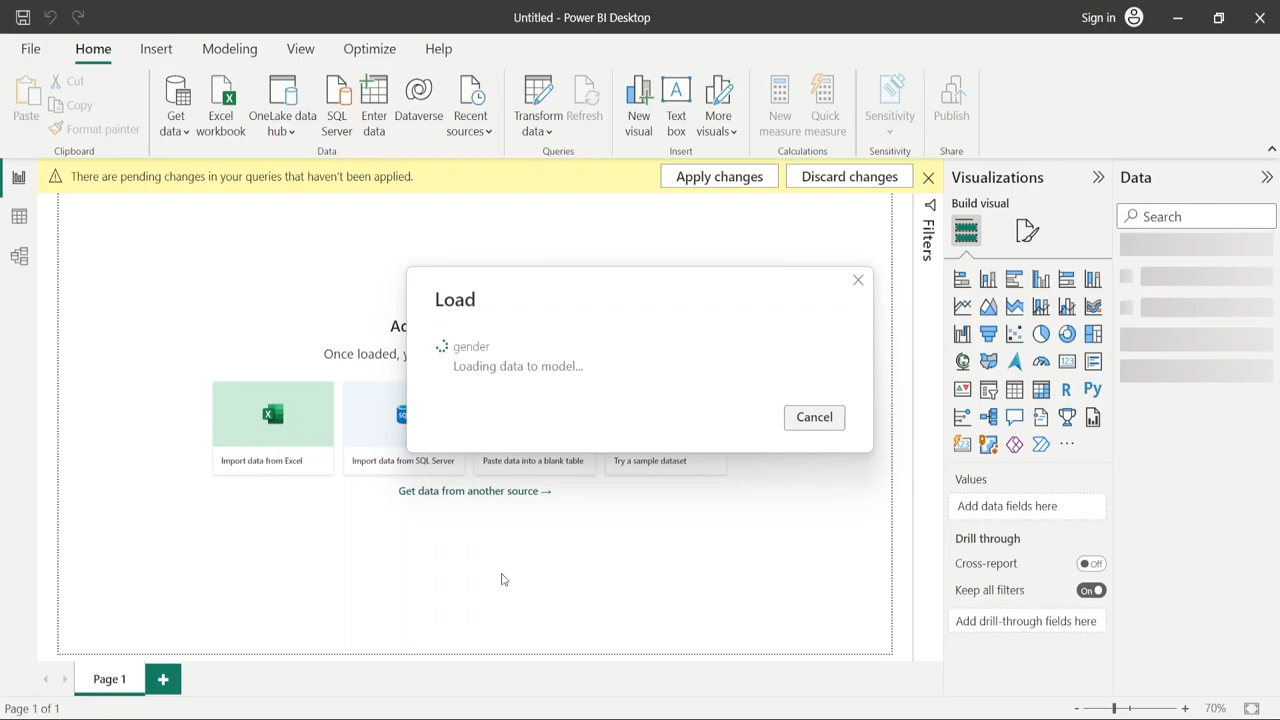 Untitled - Power BI Desktop
Sign in
File
Home
Insert
Modeling
View
Optimize
Help
Paste
Cut
Copy
Format painter
Clipboard
Get data
Excel workbook
OneLake data hub
SQL Server
Enter data
Dataverse
Recent sources
Data
Transform data
Refresh
Queries
New visual
Text box
More visuals
Insert
New measure
Quick measure
Calculations
Sensitivity
Sensitivity
Publish
Share
There are pending changes in your queries that haven't been applied.
Apply changes
Discard changes
Filters
Visualizations
Build visual
Data
Search
Load
gender
Loading data to model...
Cancel
Once loaded,
Import data from Excel
Import data from SQL Server
Paste data into a blank table
Try a sample dataset
Get data from another source →
123
R
Py
Values
Add data fields here
Drill through
Cross-report
Off
Keep all filters
On
Add drill-through fields here
Page 1
Page 1 of 1
- +
70%